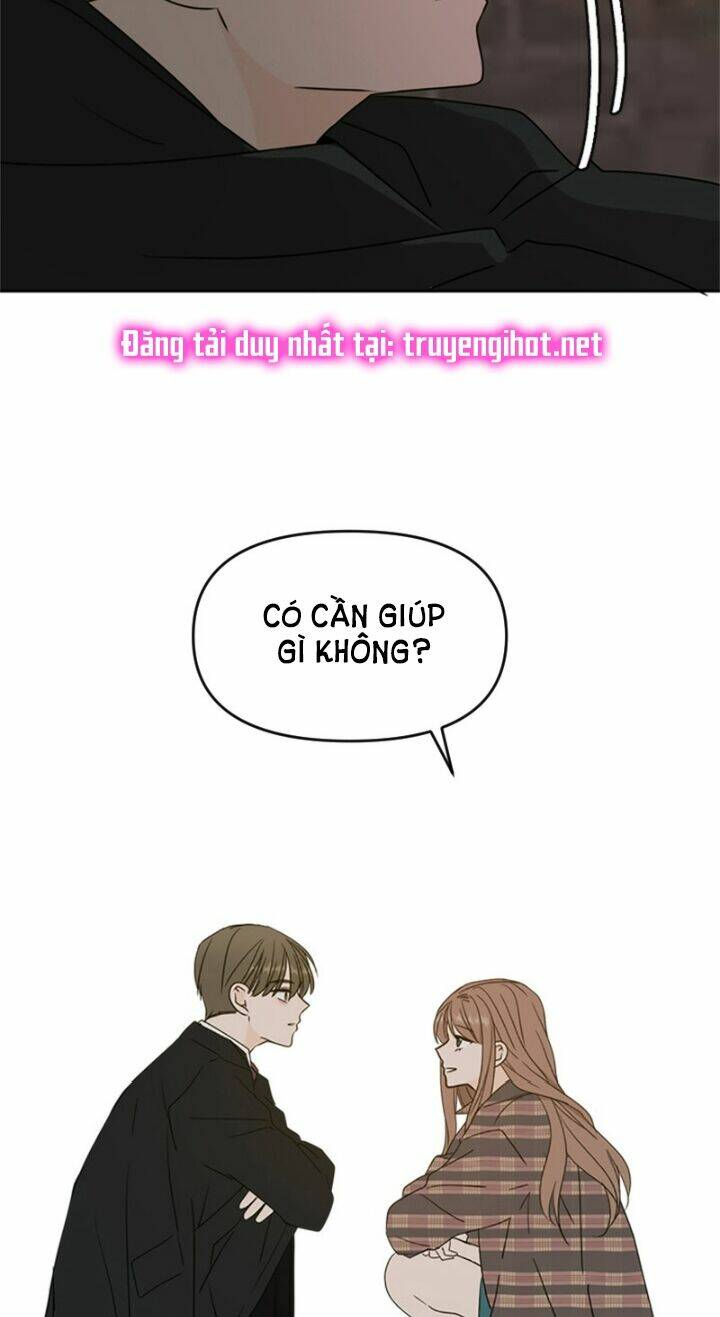 Đăng tải duy nhất tại: truyengihot.net
CÓ CẦN GIÚP
GÌ KHÔNG?